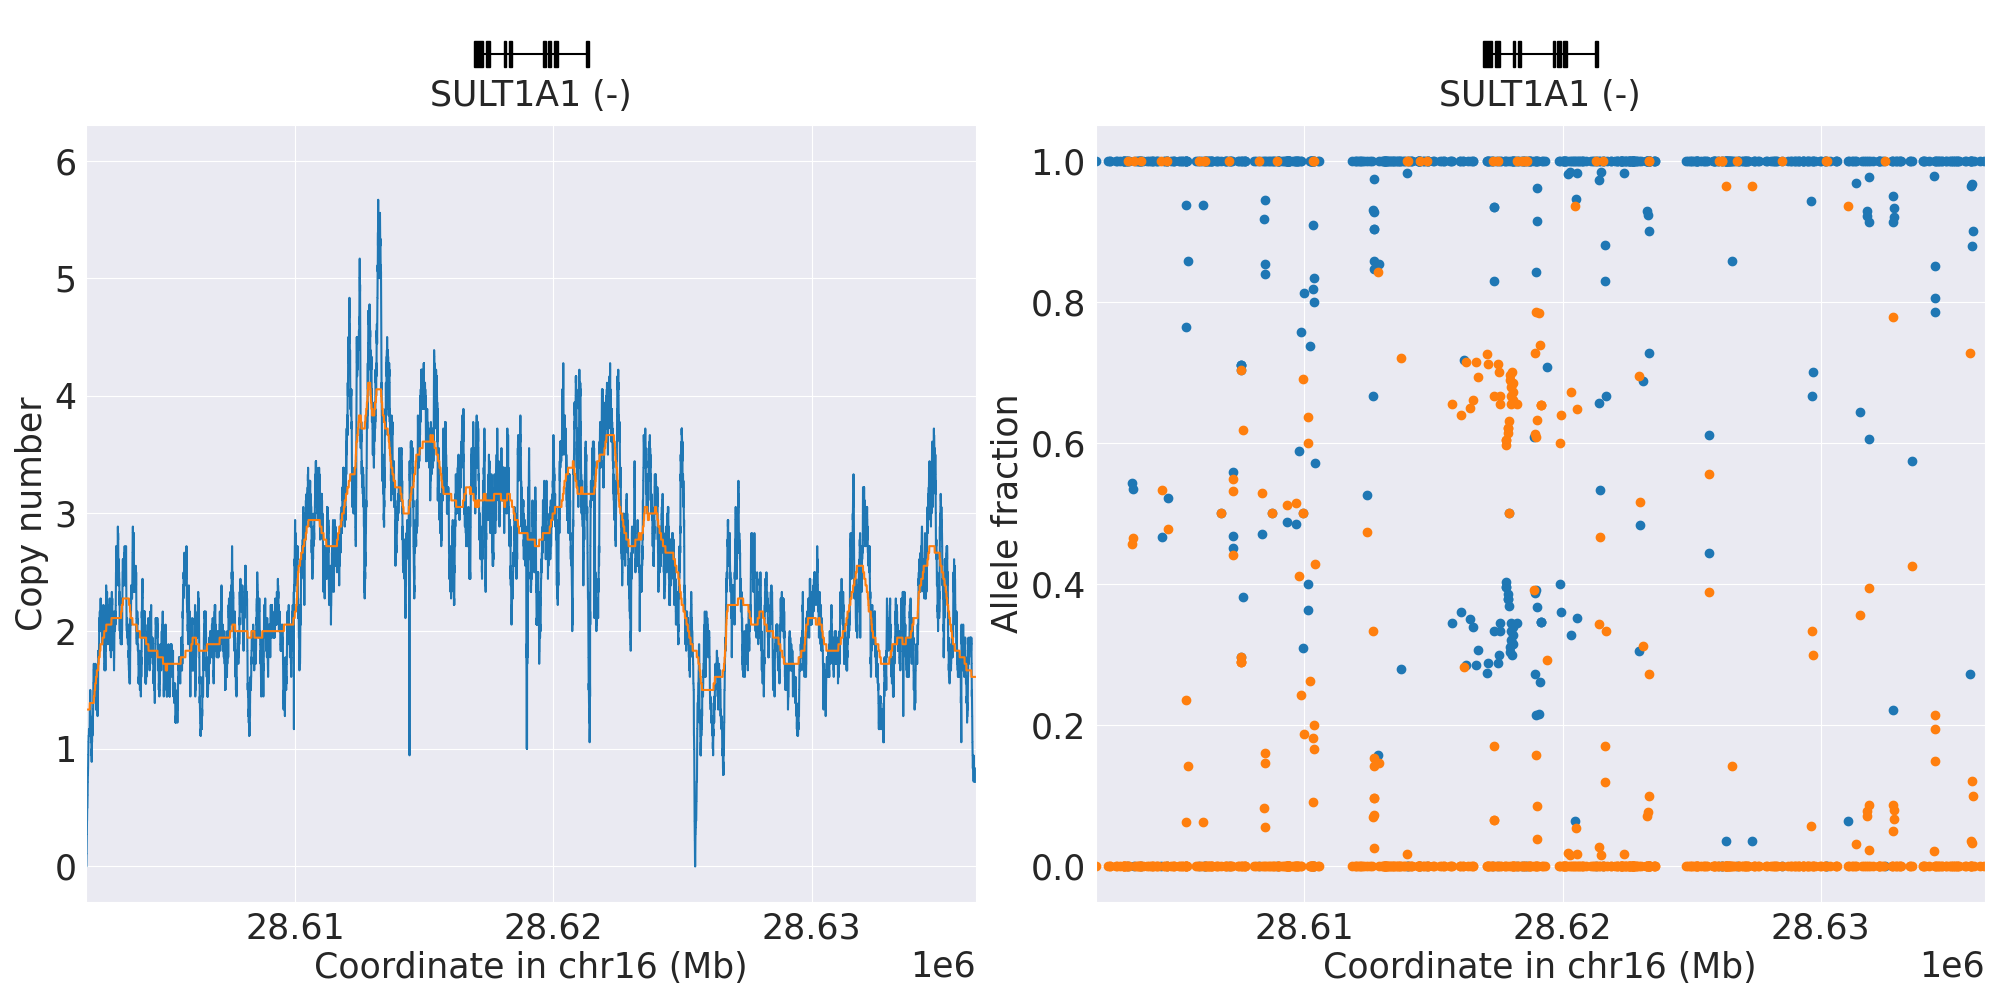 SULT1A1 (-)
Copy number
6
5
4
3
2
1
0
28.61
28.62
28.63
Coordinate in chr16 (Mb)
1e6
SULT1A1 (-)
Allele fraction
1.0
0.8
0.6
0.4
0.2
0.0
28.61
28.62
28.63
Coordinate in chr16 (Mb)
1e6